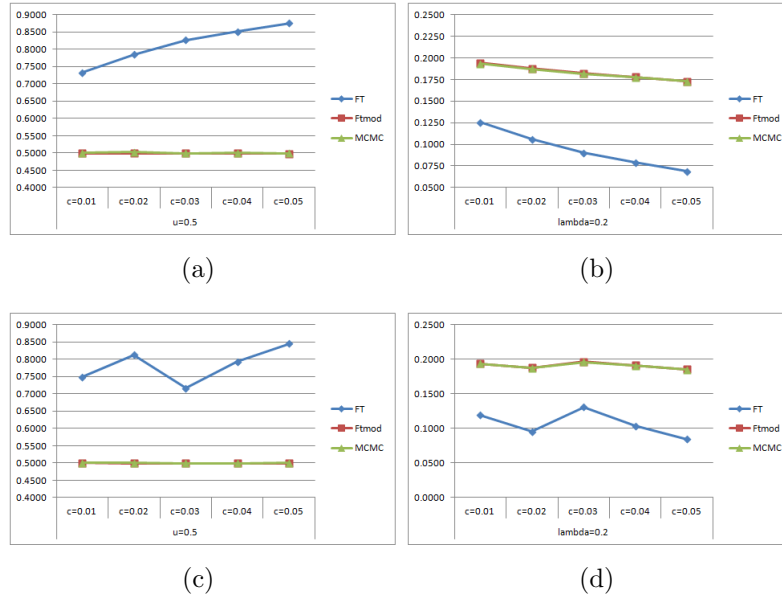 0.9000
0.8500
0.8000
0.7500
0.7000
0.6500
0.6000
0.5500
0.5000
0.4500
0.4000
c=0.01 c=0.02 c=0.03 c=0.04 c=0.05
u=0.5
FT
Ftmod
MCMC
(a)
0.2500
0.2250
0.2000
0.1750
0.1500
0.1250
0.1000
0.0750
0.0500
c=0.01 c=0.02 c=0.03 c=0.04 c=0.05
lambda=0.2
FT
Ftmod
MCMC
(b)
0.9000
0.8500
0.8000
0.7500
0.7000
0.6500
0.6000
0.5500
0.5000
0.4500
0.4000
c=0.01 c=0.02 c=0.03 c=0.04 c=0.05
u=0.5
FT
Ftmod
MCMC
(c)
0.2500
0.2000
0.1500
0.1000
0.0500
0.0000
c=0.01 c=0.02 c=0.03 c=0.04 c=0.05
lambda=0.2
FT
Ftmod
MCMC
(d)